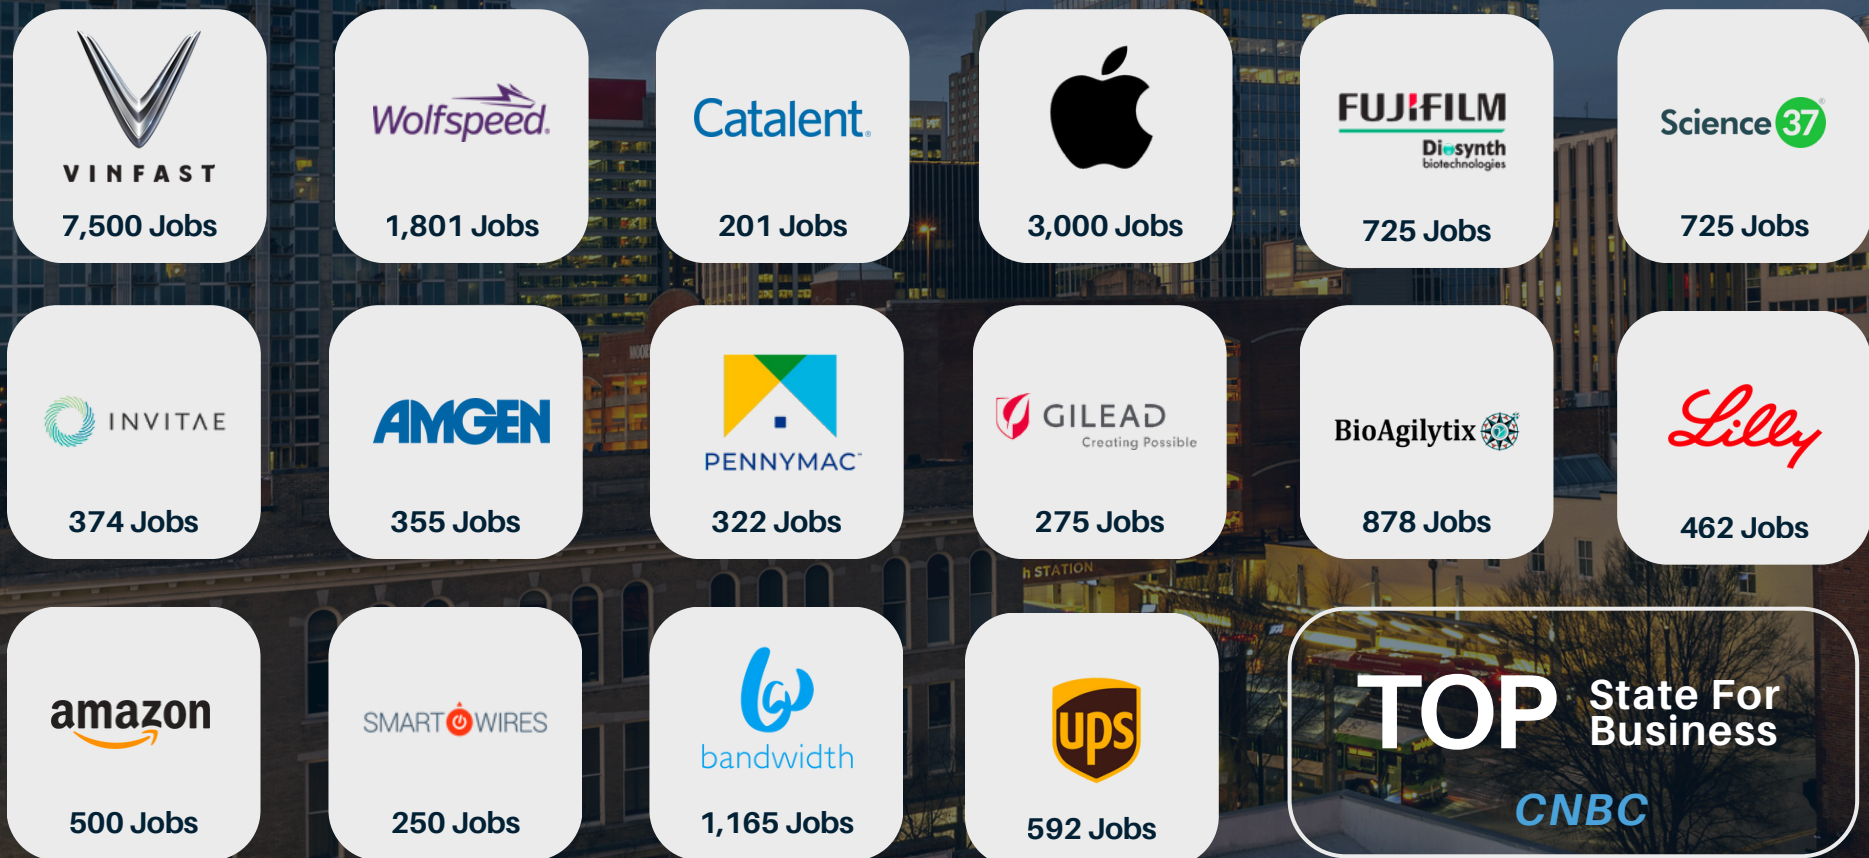 VINFAST
7,500 Jobs
Wolfspeed.
1,801 Jobs
Catalent.
201 Jobs
3,000 Jobs
FUJIFILM
Diosynth
biotechnologies
725 Jobs
Science 37
725 Jobs
INVITAE
374 Jobs
AMGEN
355 Jobs
PENNYMAC
322 Jobs
GILEAD
Creating Possible
275 Jobs
BioAgilytix
878 Jobs
Lilly
462 Jobs
h STATION
amazon
500 Jobs
SMART WIRES
250 Jobs
bandwidth
1,165 Jobs
ups
592 Jobs
TOP State For
Business
CNBC